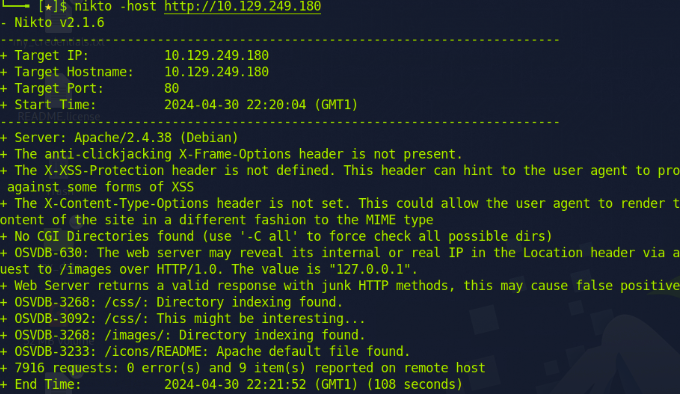 [★]$ nikto -host http://10.129.249.180
- Nikto v2.1.6
---------------------------------------------------------------------------
+ Target IP:          10.129.249.180
+ Target Hostname:    10.129.249.180
+ Target Port:        80
+ Start Time:         2024-04-30 22:20:04 (GMT1)
---------------------------------------------------------------------------
README.license
+ Server: Apache/2.4.38 (Debian)
+ The anti-clickjacking X-Frame-Options header is not present.
+ The X-XSS-Protection header is not defined. This header can hint to the user agent to pro
 against some forms of XSS
+ The X-Content-Type-Options header is not set. This could allow the user agent to render t
ontent of the site in a different fashion to the MIME type
+ No CGI Directories found (use '-C all' to force check all possible dirs)
+ OSVDB-630: The web server may reveal its internal or real IP in the Location header via a
uest to /images over HTTP/1.0. The value is "127.0.0.1".
+ Web Server returns a valid response with junk HTTP methods, this may cause false positive
+ OSVDB-3268: /css/: Directory indexing found.
+ OSVDB-3092: /css/: This might be interesting...
+ OSVDB-3268: /images/: Directory indexing found.
+ OSVDB-3233: /icons/README: Apache default file found.
+ 7916 requests: 0 error(s) and 9 item(s) reported on remote host
+ End Time:           2024-04-30 22:21:52 (GMT1) (108 seconds)